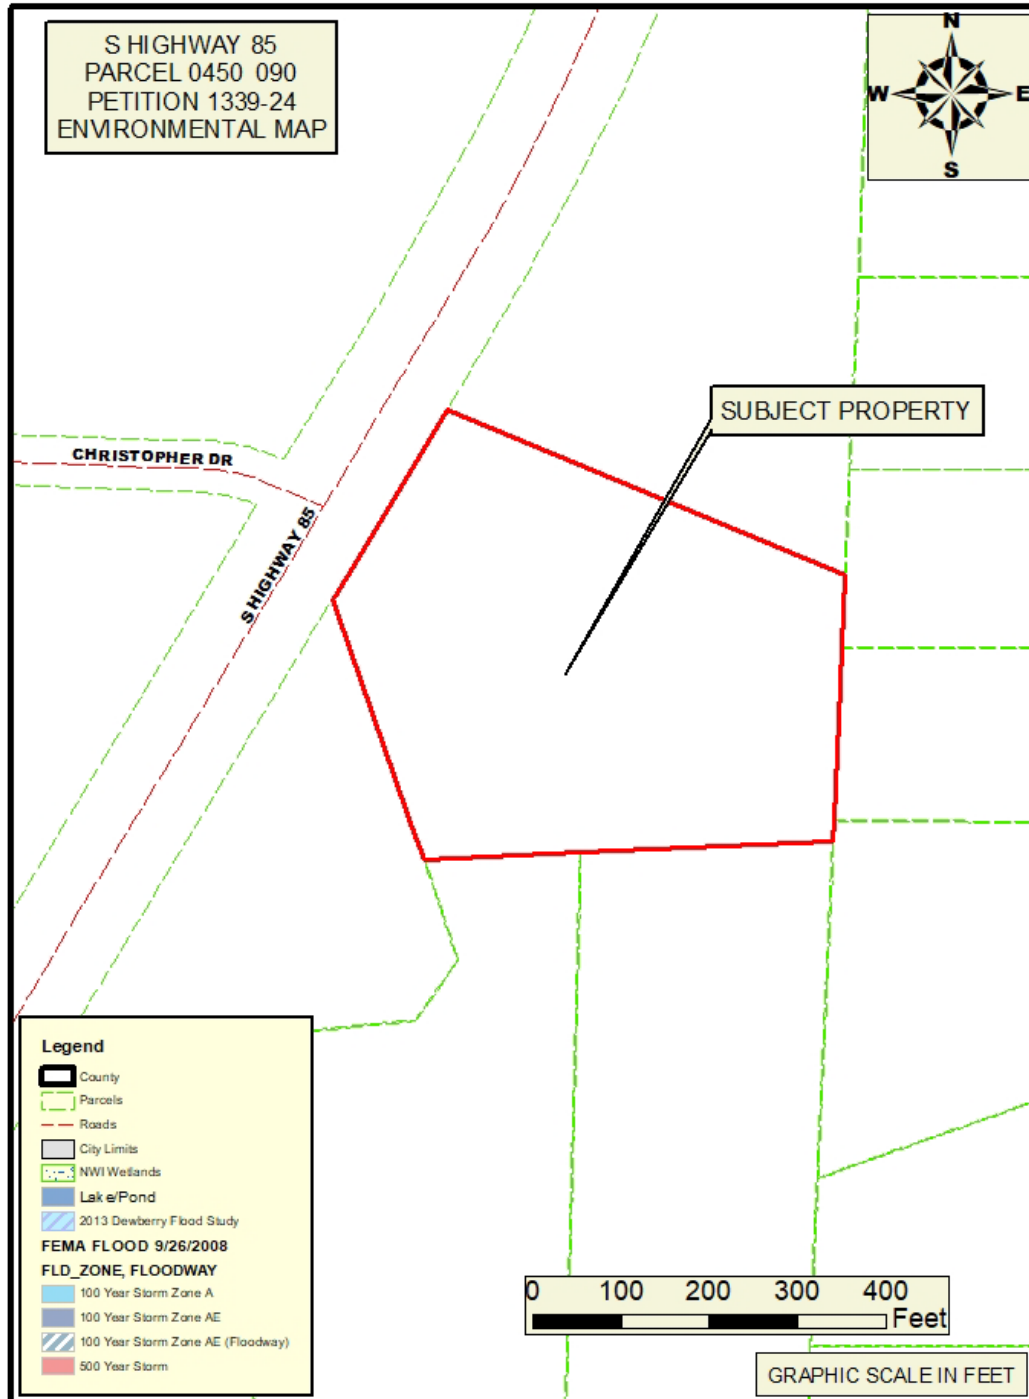 S HIGHWAY 85
PARCEL 0450 090
PETITION 1339-24
ENVIRONMENTAL MAP
N
W
E
S
SUBJECT PROPERTY
CHRISTOPHER DR
S HIGHWAY 85
Legend
County
Parcels
Roads
City Limits
NWI Wetlands
Lake/Pond
2013 Dewberry Flood Study
FEMA FLOOD 9/26/2008
FLD_ZONE, FLOODWAY
100 Year Storm Zone A
100 Year Storm Zone AE
100 Year Storm Zone AE (Floodway)
500 Year Storm
0 100 200 300 400
Feet
GRAPHIC SCALE IN FEET